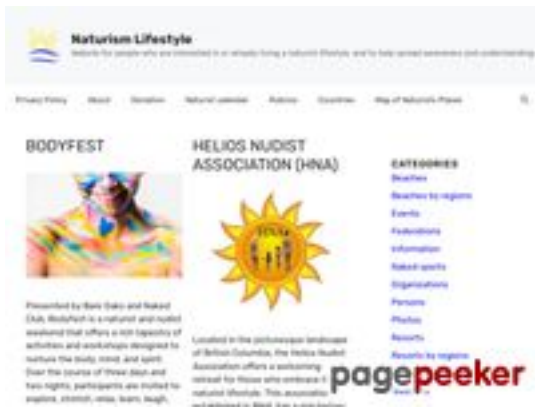 Naturism Lifestyle
Website for people who are interested in or already living a naturist lifestyle, and to help spread awareness and understanding
Privacy Policy About Donation Naturist calendar Policies Countries Map of Naturists Places
BODYFEST
HELIOS NUDIST
ASSOCIATION (HNA)
CATEGORIES
Beaches
Beaches by regions
Events
Federations
Information
Naked sports
Organizations
Persons
Photos
Resorts
Resorts by regions
Presented by Bare Oaks and Naked
Club, Bodyfest is a naturist and nudist
weekend that offers a rich tapestry of
activities and workshops designed to
nurture the body, mind, and spirit.
Over the course of three days and
two nights, participants are invited to
explore, stretch, relax, learn, laugh,
Located in the picturesque landscape
of British Columbia, the Helios Nudist
Association offers a welcoming
retreat for those who embrace
naturist lifestyle. This association
pagepeeker